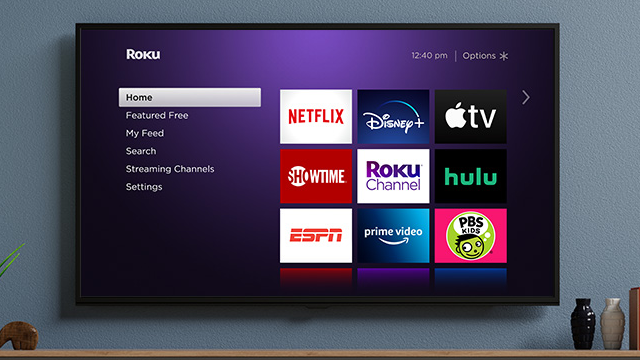 Roku
12:40 pm | Options ✳
Home
Featured Free
My Feed
Search
Streaming Channels
Settings
NETFLIX
Disney+
tv
SHOWTIME
Roku
Channel
hulu
ESPN
prime video
PBS
KIDS